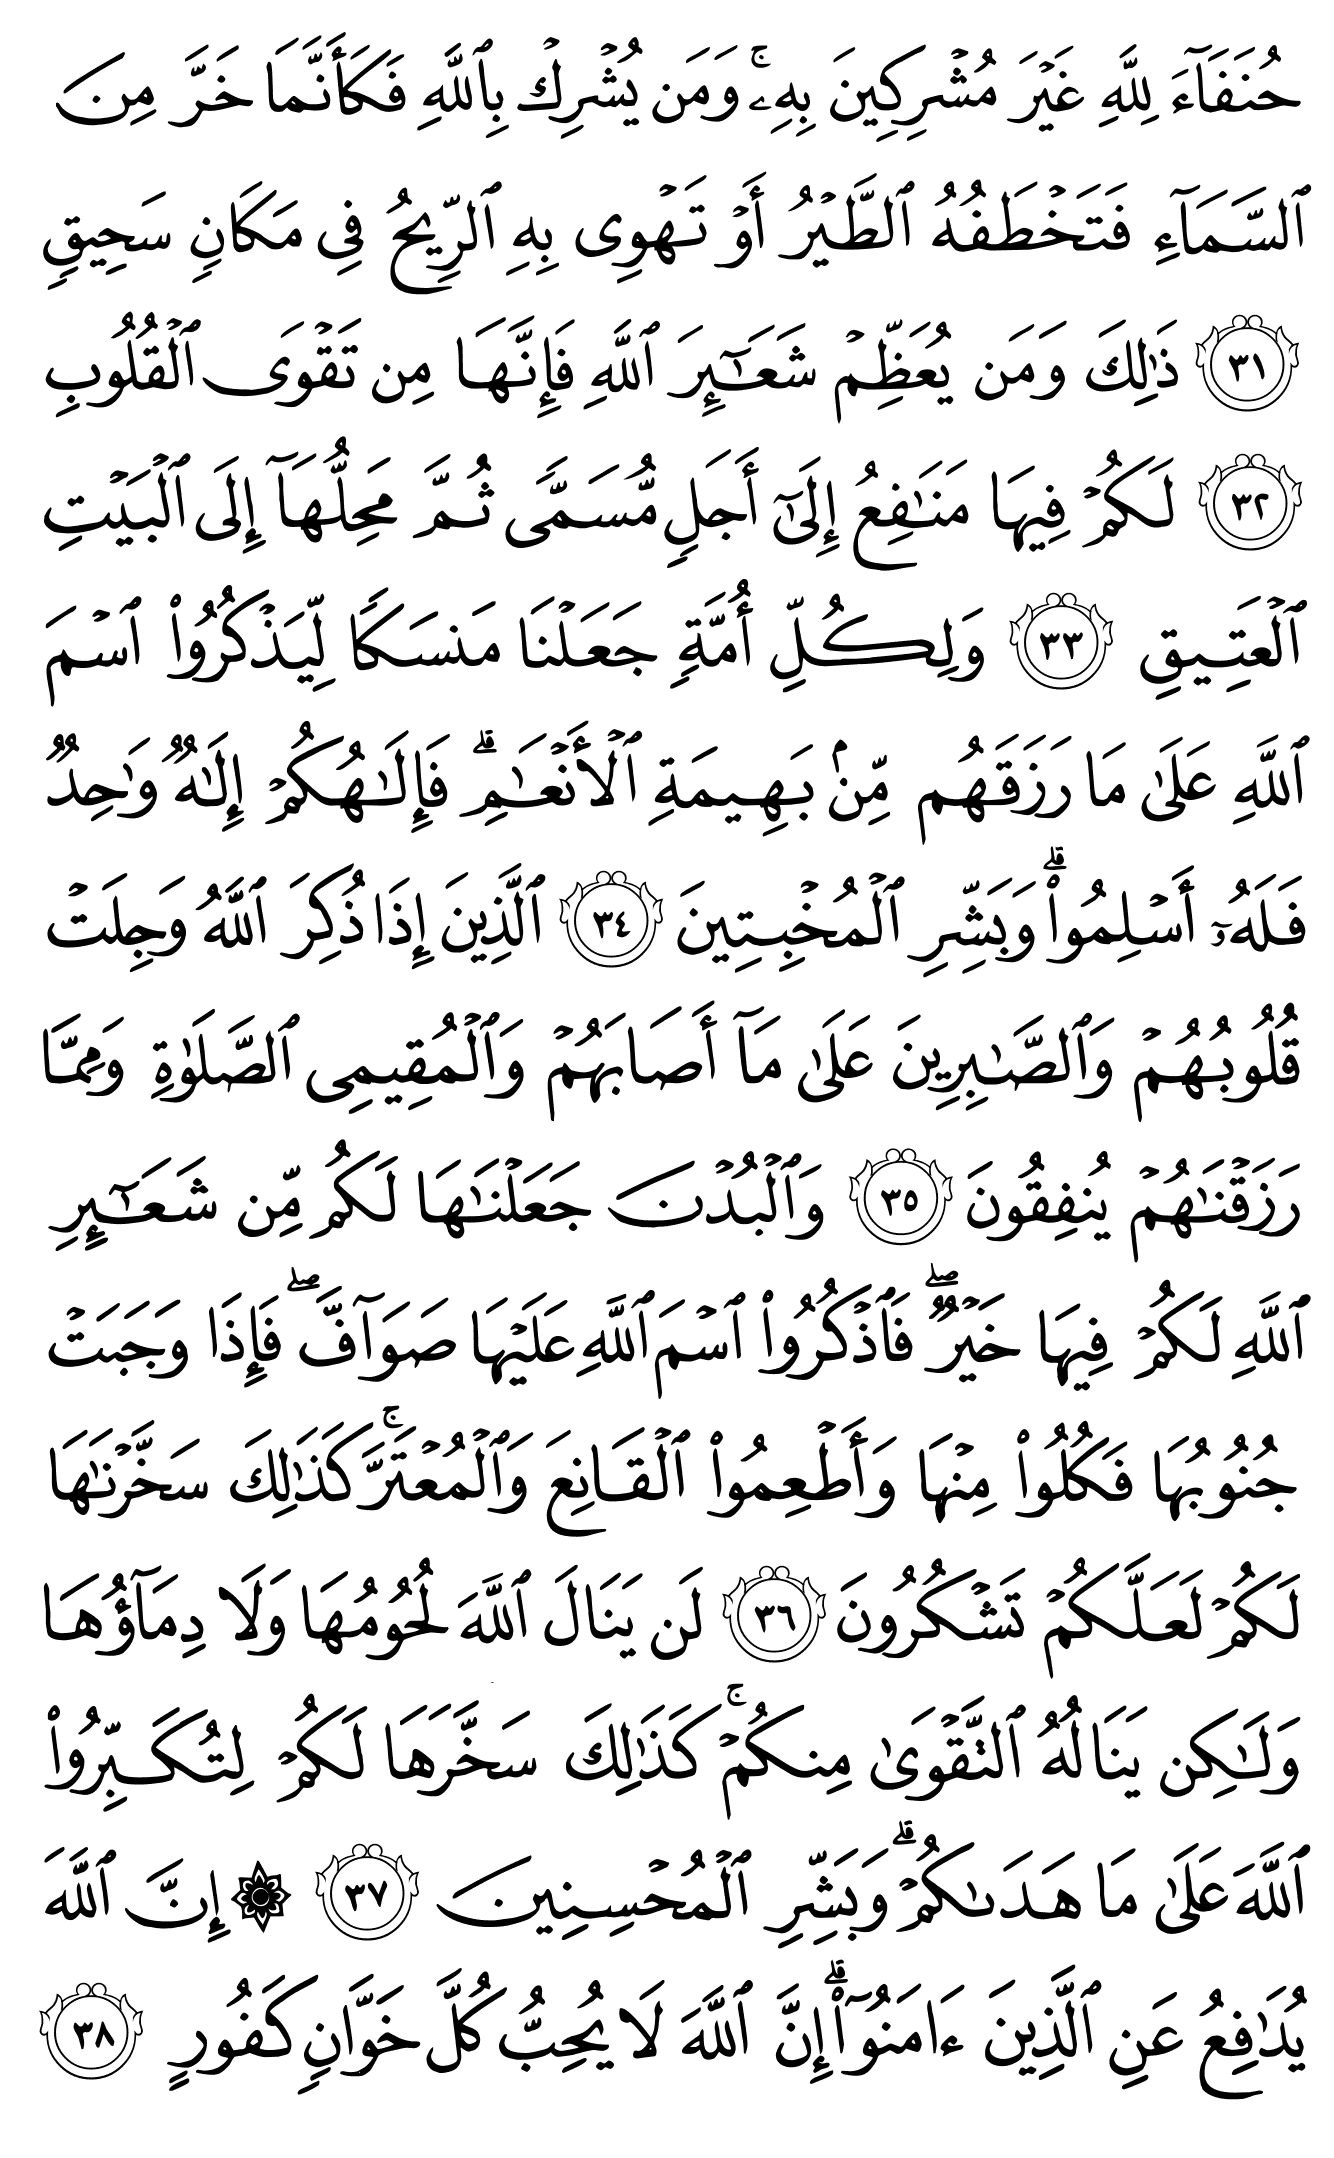 حُنَفَآءَ لِلَّهِ غَيْرَ مُشْرِكِينَ بِهِۦۚ وَمَن يُشْرِكْ بِٱللَّهِ فَكَأَنَّمَا خَرَّ مِنَ
ٱلسَّمَآءِ فَتَخْطَفُهُ ٱلطَّيْرُ أَوْ تَهْوِى بِهِ ٱلرِّيحُ فِى مَكَانٍ سَحِيقٍ
٣١ ذَٰلِكَ وَمَن يُعَظِّمْ شَعَـٰٓئِرَ ٱللَّهِ فَإِنَّهَا مِن تَقْوَى ٱلْقُلُوبِ
٣٢ لَكُمْ فِيهَا مَنَـٰفِعُ إِلَىٰٓ أَجَلٍ مُّسَمًّى ثُمَّ مَحِلُّهَآ إِلَى ٱلْبَيْتِ
ٱلْعَتِيقِ ٣٣ وَلِكُلِّ أُمَّةٍ جَعَلْنَا مَنسَكًا لِّيَذْكُرُوا۟ ٱسْمَ
ٱللَّهِ عَلَىٰ مَا رَزَقَهُم مِّنۢ بَهِيمَةِ ٱلْأَنْعَـٰمِۗ فَإِلَـٰهُكُمْ إِلَـٰهٌ وَٰحِدٌ
فَلَهُۥٓ أَسْلِمُوا۟ۗ وَبَشِّرِ ٱلْمُخْبِتِينَ ٣٤ ٱلَّذِينَ إِذَا ذُكِرَ ٱللَّهُ وَجِلَتْ
قُلُوبُهُمْ وَٱلصَّـٰبِرِينَ عَلَىٰ مَآ أَصَابَهُمْ وَٱلْمُقِيمِى ٱلصَّلَوٰةِ وَمِمَّا
رَزَقْنَـٰهُمْ يُنفِقُونَ ٣٥ وَٱلْبُدْنَ جَعَلْنَـٰهَا لَكُم مِّن شَعَـٰٓئِرِ
ٱللَّهِ لَكُمْ فِيهَا خَيْرٌۖ فَٱذْكُرُوا۟ ٱسْمَ ٱللَّهِ عَلَيْهَا صَوَآفَّۖ فَإِذَا وَجَبَتْ
جُنُوبُهَا فَكُلُوا۟ مِنْهَا وَأَطْعِمُوا۟ ٱلْقَانِعَ وَٱلْمُعْتَرَّۚ كَذَٰلِكَ سَخَّرْنَـٰهَا
لَكُمْ لَعَلَّكُمْ تَشْكُرُونَ ٣٦ لَن يَنَالَ ٱللَّهَ لُحُومُهَا وَلَا دِمَآؤُهَا
وَلَـٰكِن يَنَالُهُ ٱلتَّقْوَىٰ مِنكُمْۚ كَذَٰلِكَ سَخَّرَهَا لَكُمْ لِتُكَبِّرُوا۟
ٱللَّهَ عَلَىٰ مَا هَدَىٰكُمْۗ وَبَشِّرِ ٱلْمُحْسِنِينَ ٣٧ ۞ إِنَّ ٱللَّهَ
يُدَٰفِعُ عَنِ ٱلَّذِينَ ءَامَنُوٓا۟ۗ إِنَّ ٱللَّهَ لَا يُحِبُّ كُلَّ خَوَّانٍ كَفُورٍ ٣٨